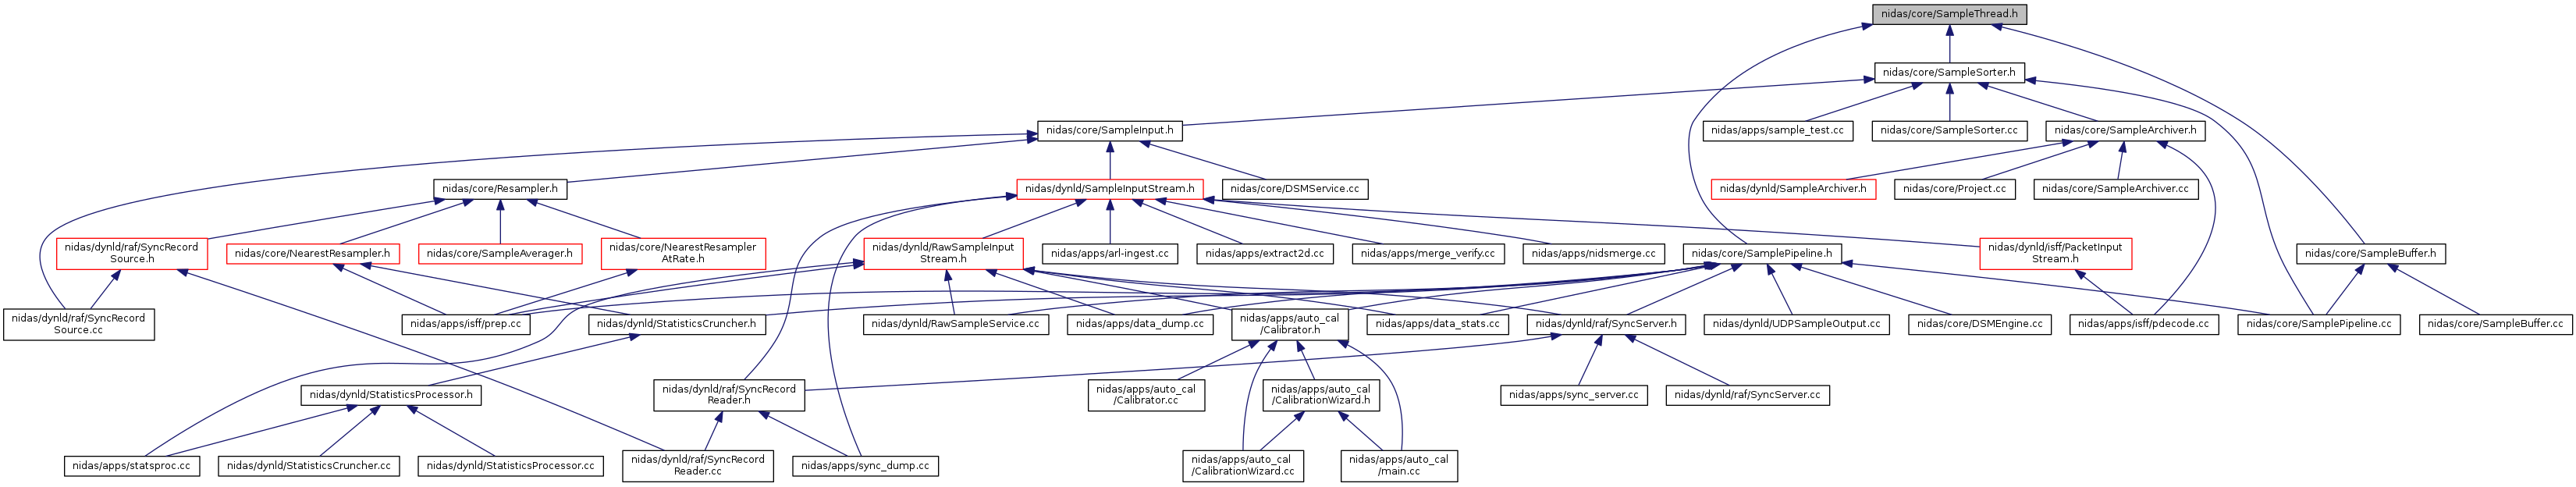 nidas/core/SampleThread.h
nidas/core/SampleSorter.h
nidas/core/SampleInput.h
nidas/apps/sample_test.cc
nidas/core/SampleSorter.cc
nidas/core/SampleArchiver.h
nidas/core/Resampler.h
nidas/dynld/SampleInputStream.h
nidas/core/DSMService.cc
nidas/dynld/SampleArchiver.h
nidas/core/Project.cc
nidas/core/SampleArchiver.cc
nidas/dynld/raf/SyncRecord
Source.h
nidas/core/NearestResampler.h
nidas/core/SampleAverager.h
nidas/core/NearestResampler
AtRate.h
nidas/dynld/RawSampleInput
Stream.h
nidas/apps/arl-ingest.cc
nidas/apps/extract2d.cc
nidas/apps/merge_verify.cc
nidas/apps/nidsmerge.cc
nidas/core/SamplePipeline.h
nidas/dynld/isff/PacketInput
Stream.h
nidas/core/SampleBuffer.h
nidas/dynld/raf/SyncRecord
Source.cc
nidas/apps/isff/prep.cc
nidas/dynld/StatisticsCruncher.h
nidas/dynld/RawSampleService.cc
nidas/apps/data_dump.cc
nidas/apps/auto_cal
/Calibrator.h
nidas/apps/data_stats.cc
nidas/dynld/raf/SyncServer.h
nidas/dynld/UDPSampleOutput.cc
nidas/core/DSMEngine.cc
nidas/apps/isff/pdecode.cc
nidas/core/SamplePipeline.cc
nidas/core/SampleBuffer.cc
nidas/dynld/StatisticsProcessor.h
nidas/dynld/raf/SyncRecord
Reader.h
nidas/apps/auto_cal
/Calibrator.cc
nidas/apps/auto_cal
/CalibrationWizard.h
nidas/apps/sync_server.cc
nidas/dynld/raf/SyncServer.cc
nidas/apps/statsproc.cc
nidas/dynld/StatisticsCruncher.cc
nidas/dynld/StatisticsProcessor.cc
nidas/dynld/raf/SyncRecord
Reader.cc
nidas/apps/sync_dump.cc
nidas/apps/auto_cal
/CalibrationWizard.cc
nidas/apps/auto_cal
/main.cc